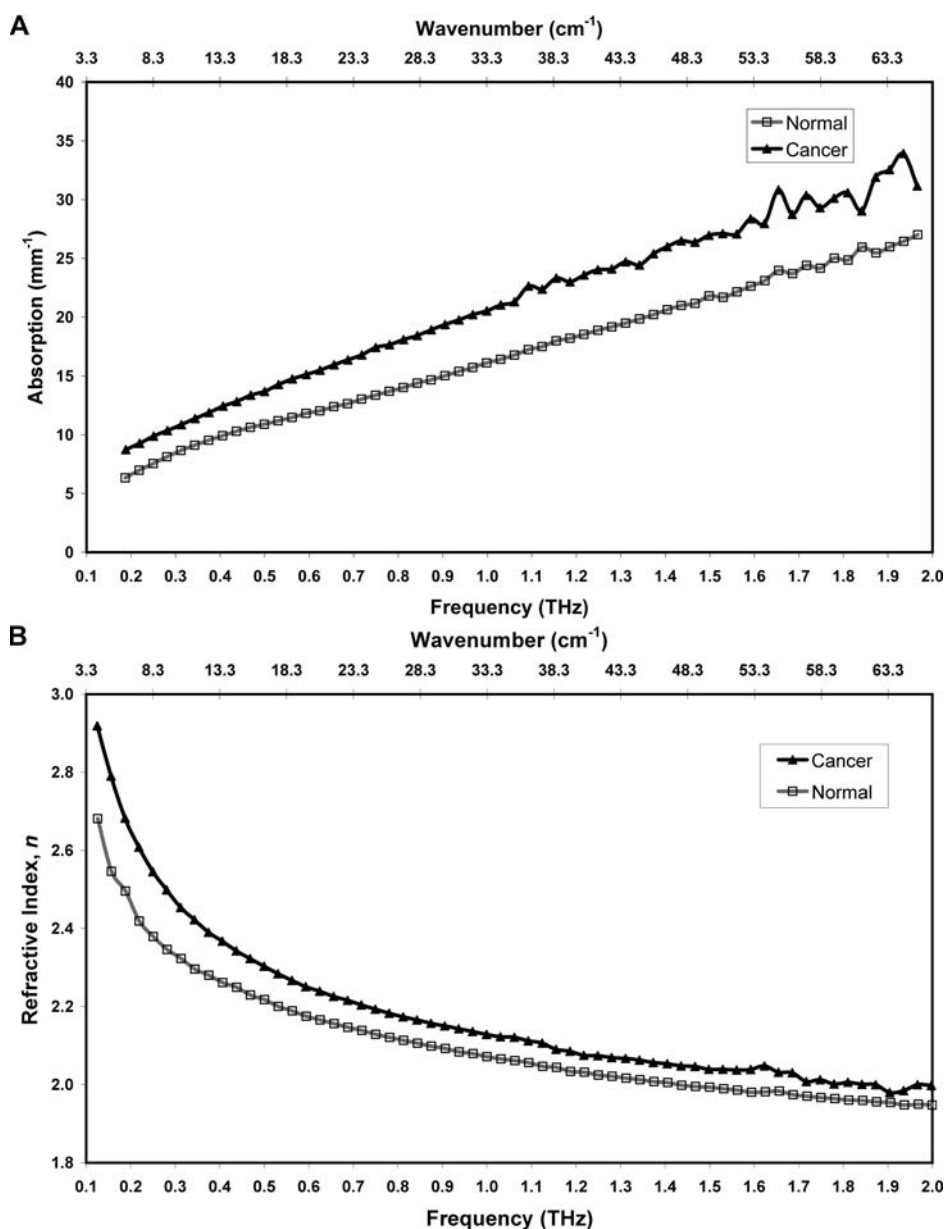 A
Wavenumber (cm⁻¹)
3.3 8.3 13.3 18.3 23.3 28.3 33.3 38.3 43.3 48.3 53.3 58.3 63.3
40
35
30
25
20
15
10
5
0
Absorption (mm⁻¹)
Normal
Cancer
0.1 0.2 0.3 0.4 0.5 0.6 0.7 0.8 0.9 1.0 1.1 1.2 1.3 1.4 1.5 1.6 1.7 1.8 1.9 2.0
Frequency (THz)
B
Wavenumber (cm⁻¹)
3.3 8.3 13.3 18.3 23.3 28.3 33.3 38.3 43.3 48.3 53.3 58.3 63.3
3.0
2.8
2.6
2.4
2.2
2.0
1.8
Refractive Index, n
Cancer
Normal
0.1 0.2 0.3 0.4 0.5 0.6 0.7 0.8 0.9 1.0 1.1 1.2 1.3 1.4 1.5 1.6 1.7 1.8 1.9 2.0
Frequency (THz)